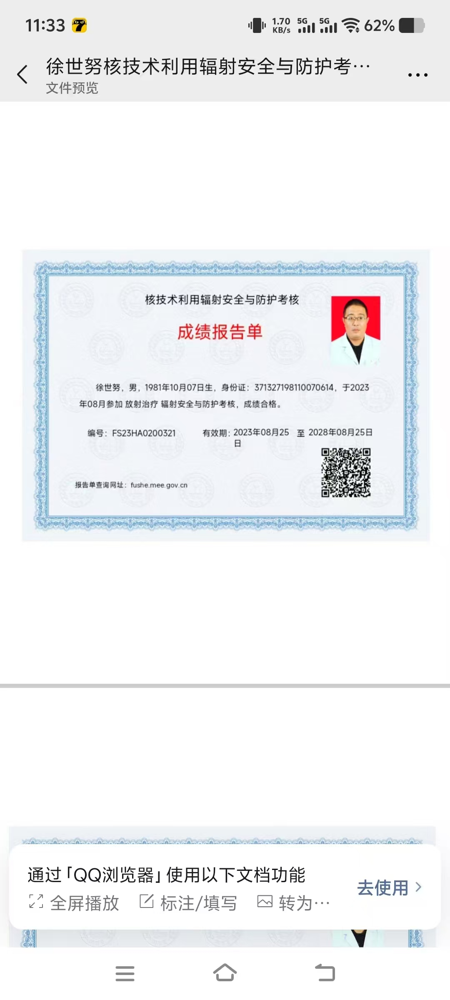 11:33
1.70 KB/s 5G 5G 62%
徐世努核技术利用辐射安全与防护考…
文件预览
核技术利用辐射安全与防护考核
成绩报告单
徐世努，男，1981年10月07日生，身份证：371327198110070614，于2023
年08月参加 放射治疗 辐射安全与防护考核，成绩合格。
编号：FS23HA0200321 有效期：2023年08月25 至 2028年08月25日
日
报告单查询网址：fushe.mee.gov.cn
通过「QQ浏览器」使用以下文档功能
全屏播放 标注/填写 转为…
去使用